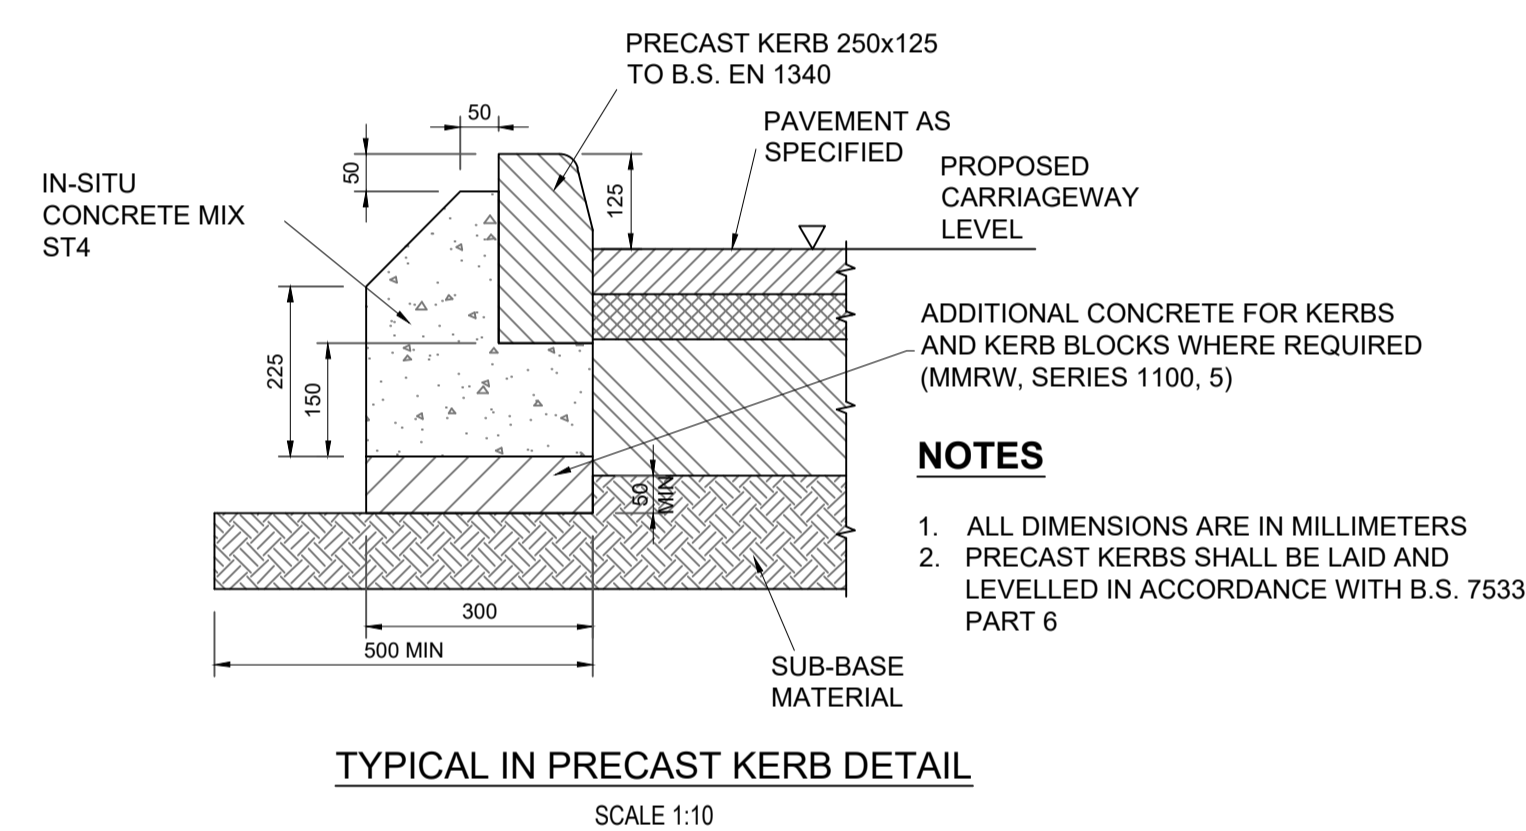 PRECAST KERB 250x125
TO B.S. EN 1340
PAVEMENT AS
SPECIFIED
PROPOSED
CARRIAGEWAY
LEVEL
IN-SITU
CONCRETE MIX
ST4
50
50
125
225
150
ADDITIONAL CONCRETE FOR KERBS
AND KERB BLOCKS WHERE REQUIRED
(MMRW, SERIES 1100, 5)
50
MIN
300
500 MIN
SUB-BASE
MATERIAL
NOTES
1. ALL DIMENSIONS ARE IN MILLIMETERS
2. PRECAST KERBS SHALL BE LAID AND
LEVELLED IN ACCORDANCE WITH B.S. 7533
PART 6
TYPICAL IN PRECAST KERB DETAIL
SCALE 1:10